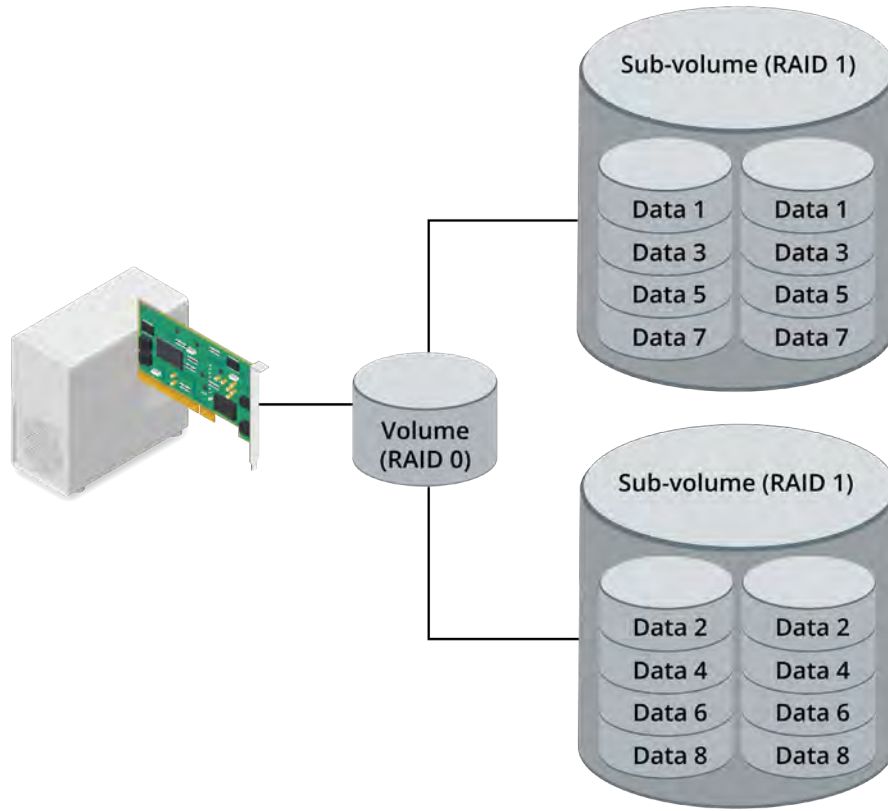 Sub-volume (RAID 1)
Data 1
Data 1
Data 3
Data 3
Data 5
Data 5
Data 7
Data 7
Volume
(RAID 0)
Sub-volume (RAID 1)
Data 2
Data 2
Data 4
Data 4
Data 6
Data 6
Data 8
Data 8